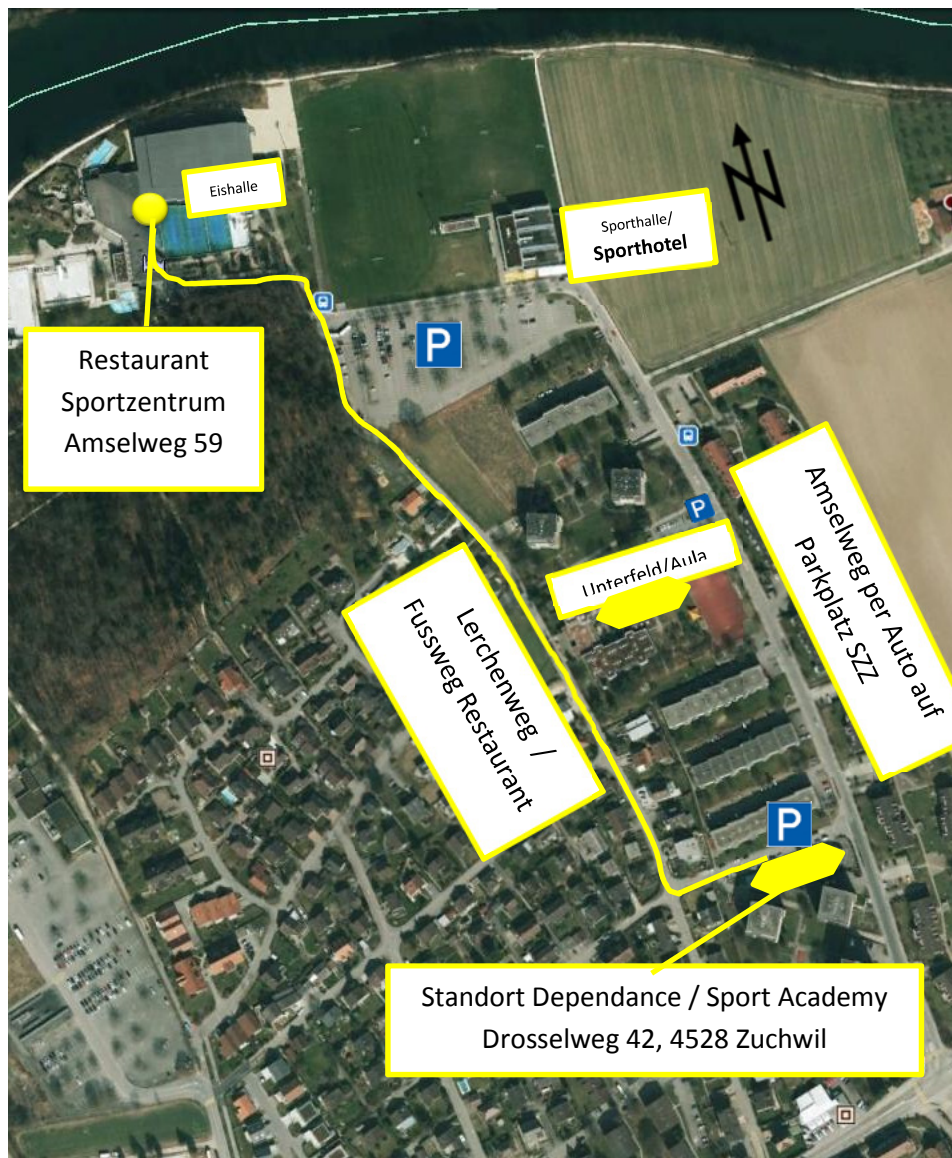 Eishalle
Sporthalle/
Sporthotel
P
Restaurant
Sportzentrum
Amselweg 59
P
Unterfeld/Aula
Amselweg per Auto auf
Parkplatz SZZ
Lerchenweg /
Fussweg Restaurant
P
Standort Dependance / Sport Academy
Drosselweg 42, 4528 Zuchwil